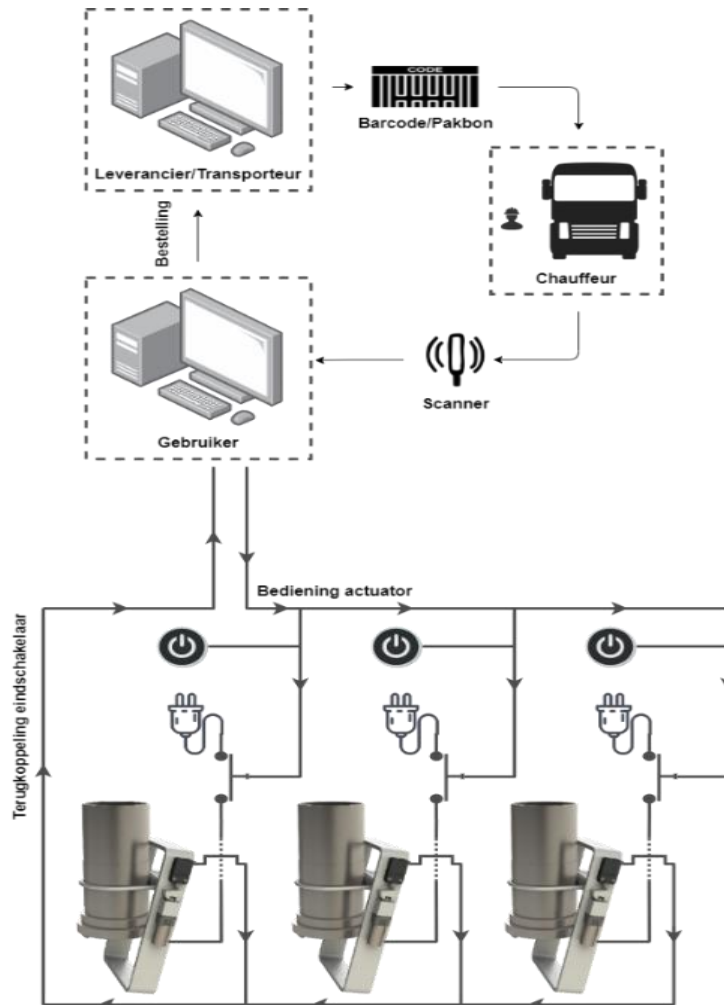 CODE
Barcode/Pakbon
Leverancier/Transporteur
Chauffeur
Bestelling
Scanner
Gebruiker
Bediening actuator
Terugkoppeling eindschakelaar